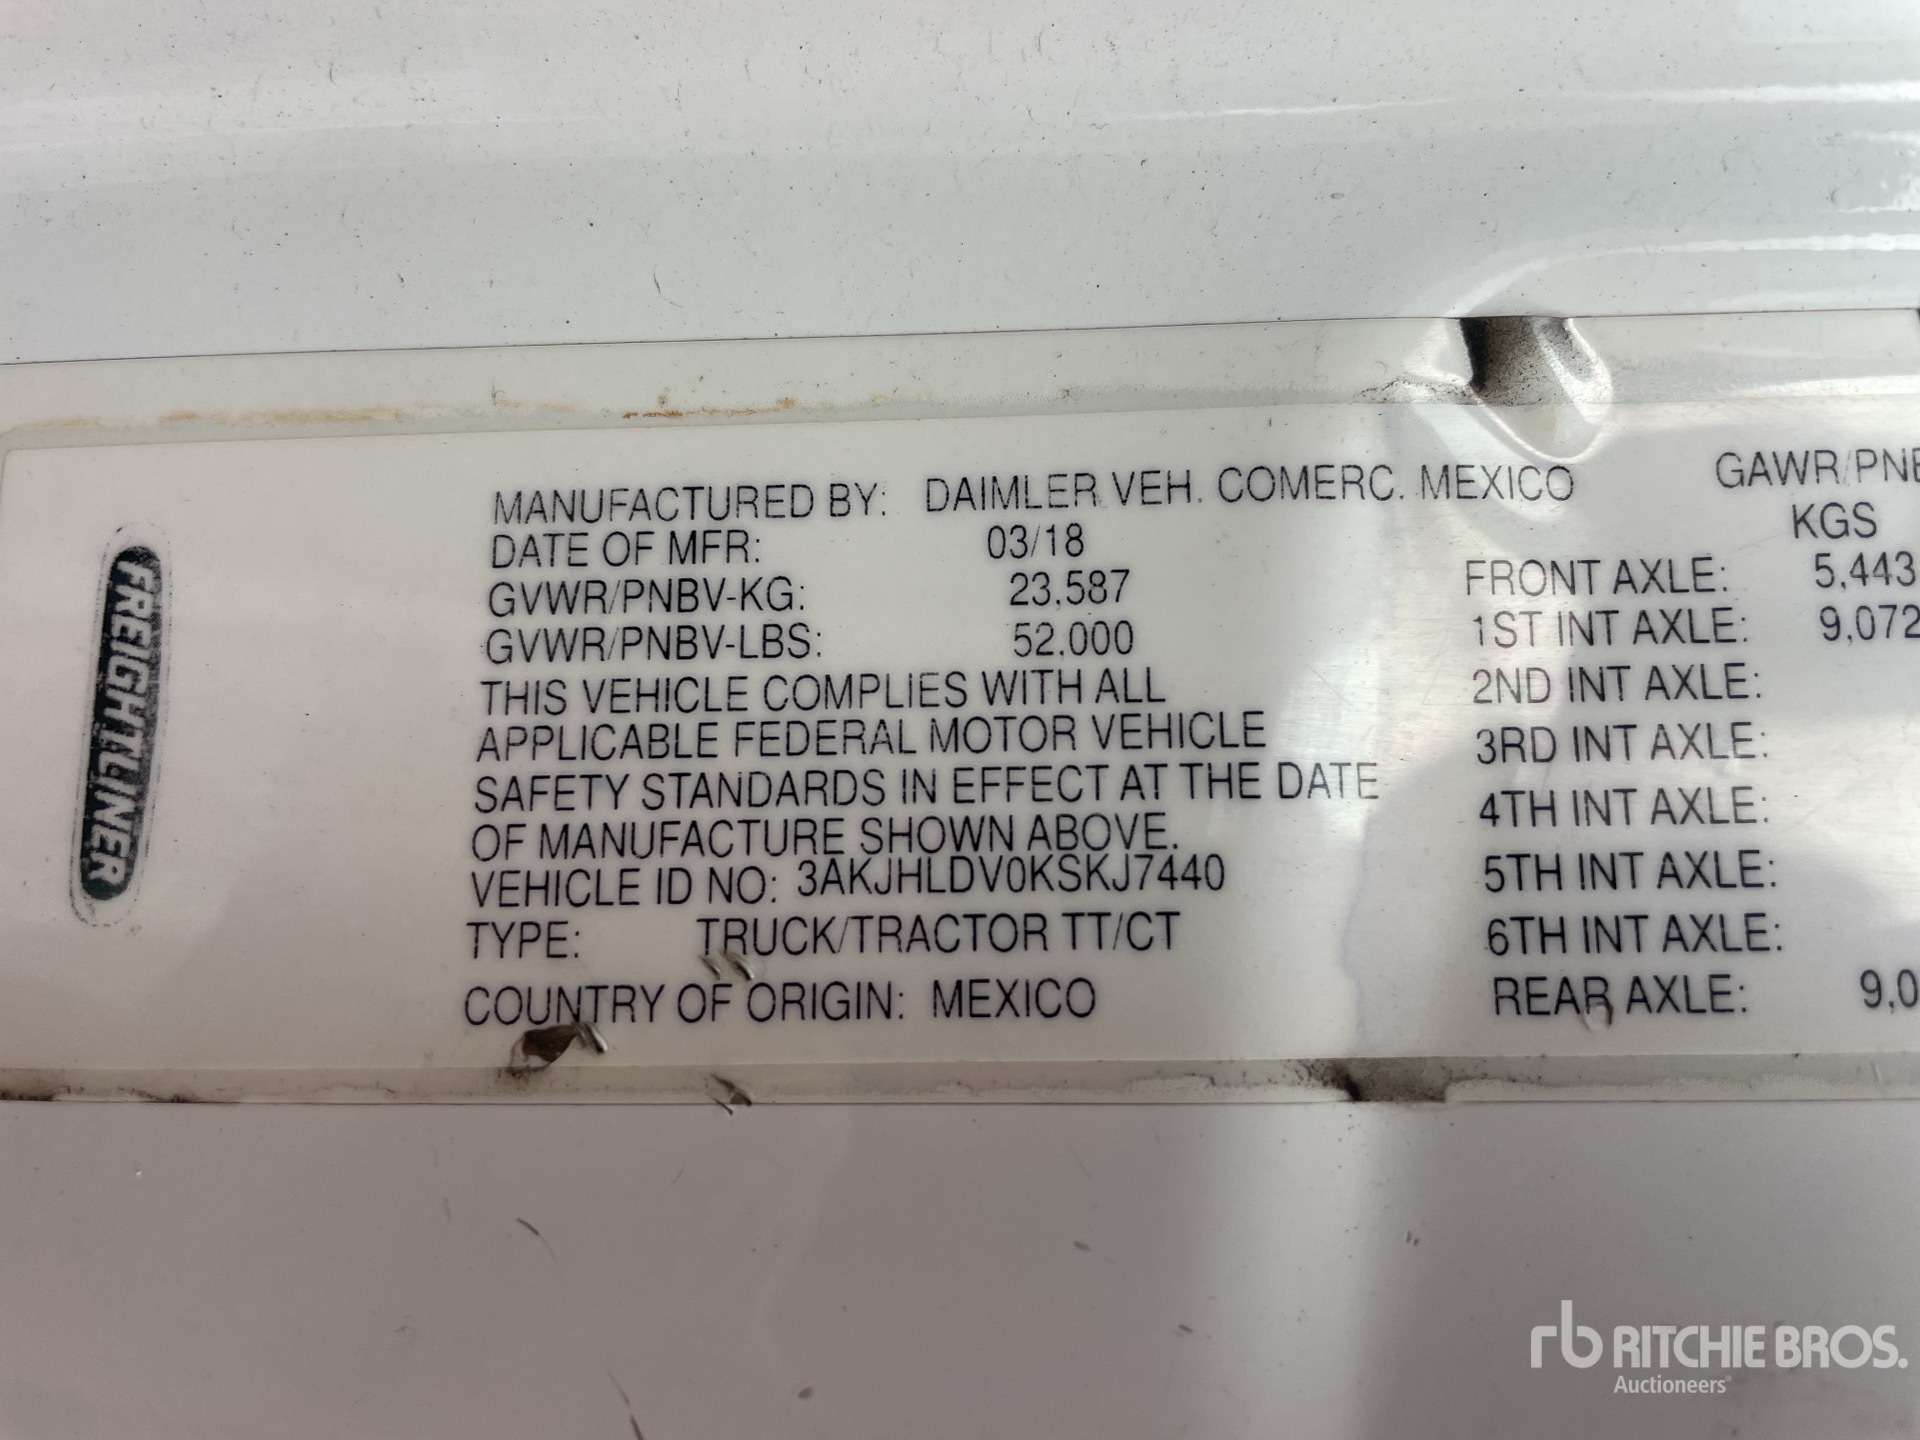 FREIGHTLINER
MANUFACTURED BY: DAIMLER VEH. COMERC. MEXICO
DATE OF MFR: 03/18
GVWR/PNBV-KG: 23,587
GVWR/PNBV-LBS: 52,000
THIS VEHICLE COMPLIES WITH ALL
APPLICABLE FEDERAL MOTOR VEHICLE
SAFETY STANDARDS IN EFFECT AT THE DATE
OF MANUFACTURE SHOWN ABOVE.
VEHICLE ID NO: 3AKJHLDV0KSKJ7440
TYPE: TRUCK/TRACTOR TT/CT
COUNTRY OF ORIGIN: MEXICO
GAWR/PNB
KGS
FRONT AXLE: 5,443
1ST INT AXLE: 9,072
2ND INT AXLE:
3RD INT AXLE:
4TH INT AXLE:
5TH INT AXLE:
6TH INT AXLE:
REAR AXLE: 9,0
rb RITCHIE BROS.
Auctioneers